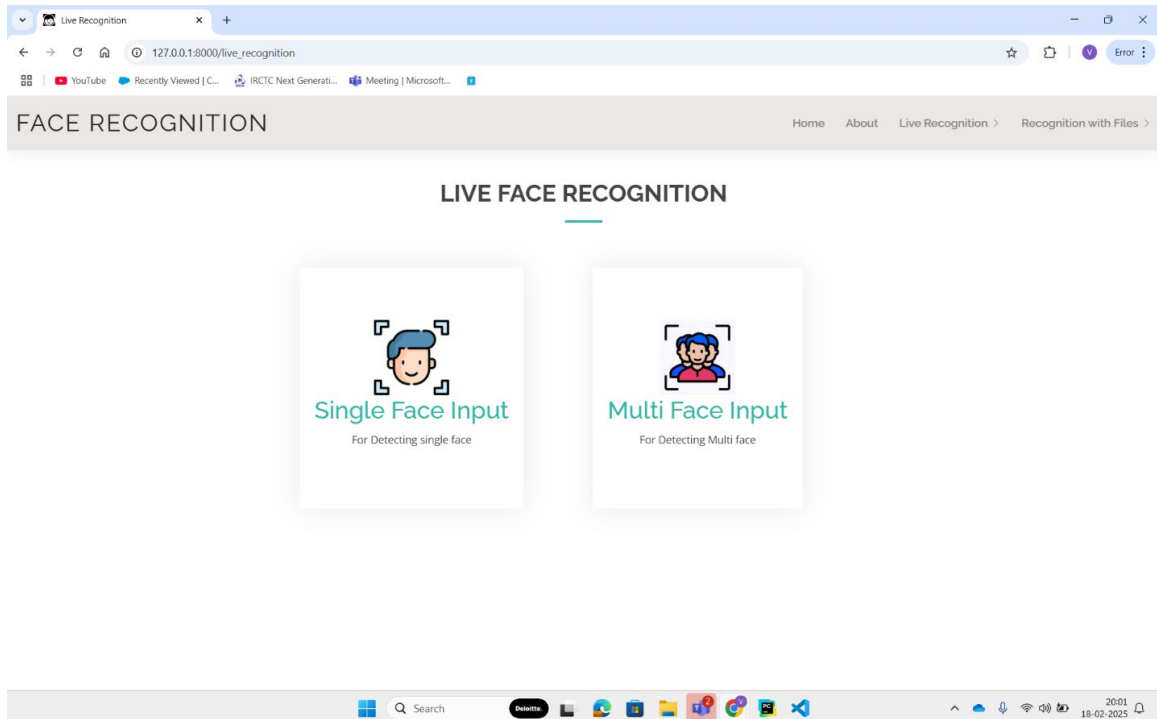 Live Recognition
127.0.0.1:8000/live_recognition
V
Error
YouTube
Recently Viewed | C...
IRCTC Next Generati...
Meeting | Microsoft...
FACE RECOGNITION
Home About Live Recognition > Recognition with Files >
LIVE FACE RECOGNITION
Single Face Input
For Detecting single face
Multi Face Input
For Detecting Multi face
Search
Deloitte.
2
PC
20:01
18-02-2025